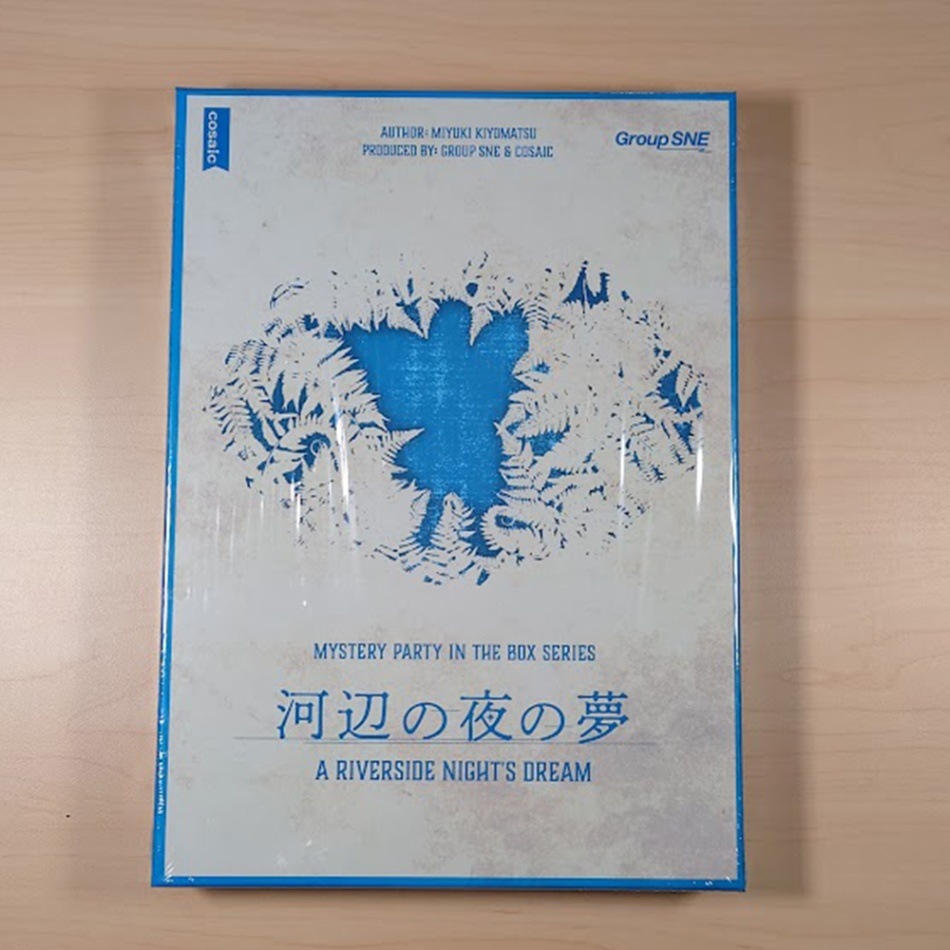 cosaic
AUTHOR: MIYUKI KIYOMATSU
PRODUCED BY: GROUP SNE & COSAIC
Group SNE
MYSTERY PARTY IN THE BOX SERIES
河辺の夜の夢
A RIVERSIDE NIGHT'S DREAM